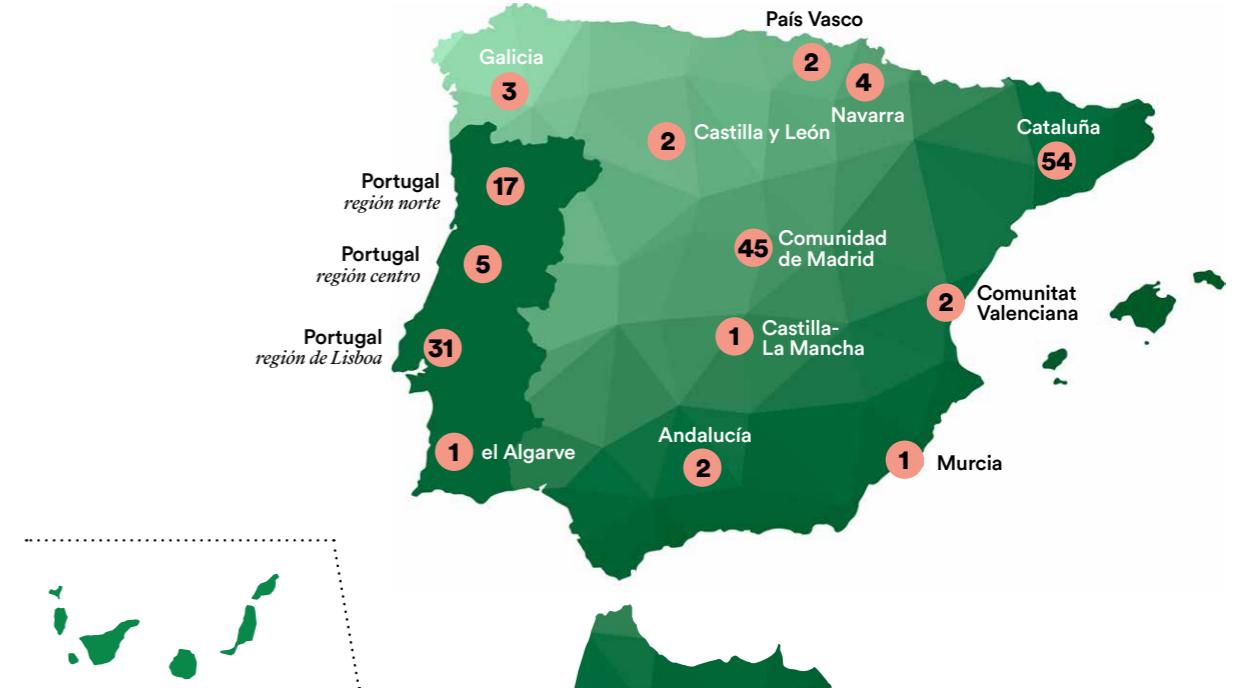 País Vasco
2
Galicia
3
4
Navarra
2
Castilla y León
Cataluña
54
Portugal
región norte
17
45
Comunidad
de Madrid
Portugal
región centro
5
2
Comunitat
Valenciana
1
Castilla-
La Mancha
Portugal
región de Lisboa
31
1
el Algarve
Andalucía
2
1
Murcia